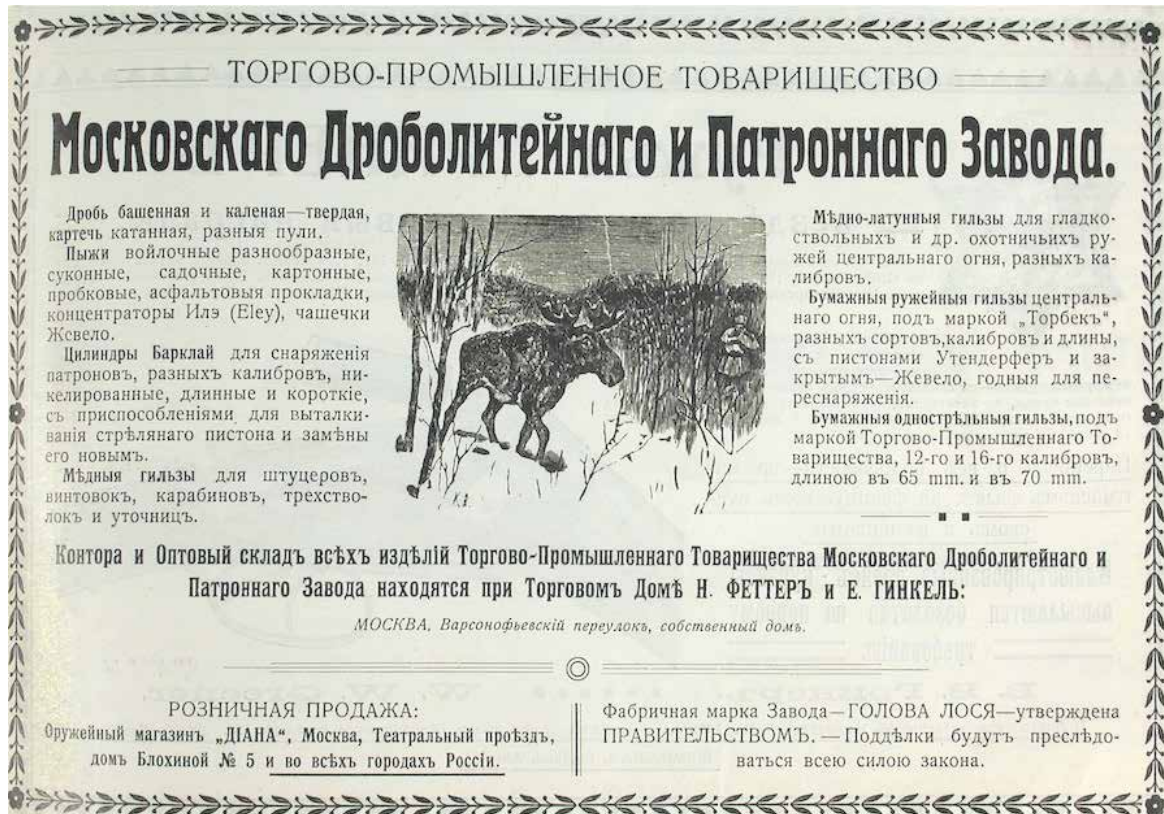 ТОРГОВО-ПРОМЫШЛЕННОЕ ТОВАРИЩЕСТВО
Московскаго Дроболитейнаго и Патроннаго Завода.
Дробь башенная и каленая—твердая,
картечь катанная, разныя пули.
Пыжи войлочные разнообразные,
суконные, садочные, картонные,
пробковые, асфальтовыя прокладки,
концентраторы Илэ (Eley), чашечки
Жевело.
Цилиндры Барклай для снаряженія
патроновъ, разныхъ калибровъ, ни-
келированные, длинные и короткіе,
съ приспособленіями для выталки-
ванія стрѣлянаго пистона и замѣны
его новымъ.
Мѣдныя гильзы для штуцеровъ,
винтовокъ, карабиновъ, трехство-
локъ и уточницъ.
Мѣдно-латунныя гильзы для гладко-
ствольныхъ и др. охотничьихъ ру-
жей центральнаго огня, разныхъ ка-
либровъ.
Бумажныя ружейныя гильзы централь-
наго огня, подъ маркой „Торбекъ“,
разныхъ сортовъ,калибровъ и длины,
съ пистонами Утендерферъ и за-
крытымъ—Жевело, годныя для пе-
реснаряженія.
Бумажныя однострѣльныя гильзы, подъ
маркой Торгово-Промышленнаго То-
варищества, 12-го и 16-го калибровъ,
длиною въ 65 mm. и въ 70 mm.
Контора и Оптовый складъ всѣхъ издѣлій Торгово-Промышленнаго Товарищества Московскаго Дроболитейнаго и
Патроннаго Завода находятся при Торговомъ Домѣ Н. ФЕТТЕРЪ и Е. ГИНКЕЛЬ:
МОСКВА, Варсонофьевскій переулокъ, собственный домъ.
РОЗНИЧНАЯ ПРОДАЖА:
Оружейный магазинъ „ДІАНА“, Москва, Театральный проѣздъ,
домъ Блохиной № 5 и во всѣхъ городахъ Россіи.
Фабричная марка Завода—ГОЛОВА ЛОСЯ—утверждена
ПРАВИТЕЛЬСТВОМЪ.—Поддѣлки будутъ преслѣдо-
ваться всею силою закона.